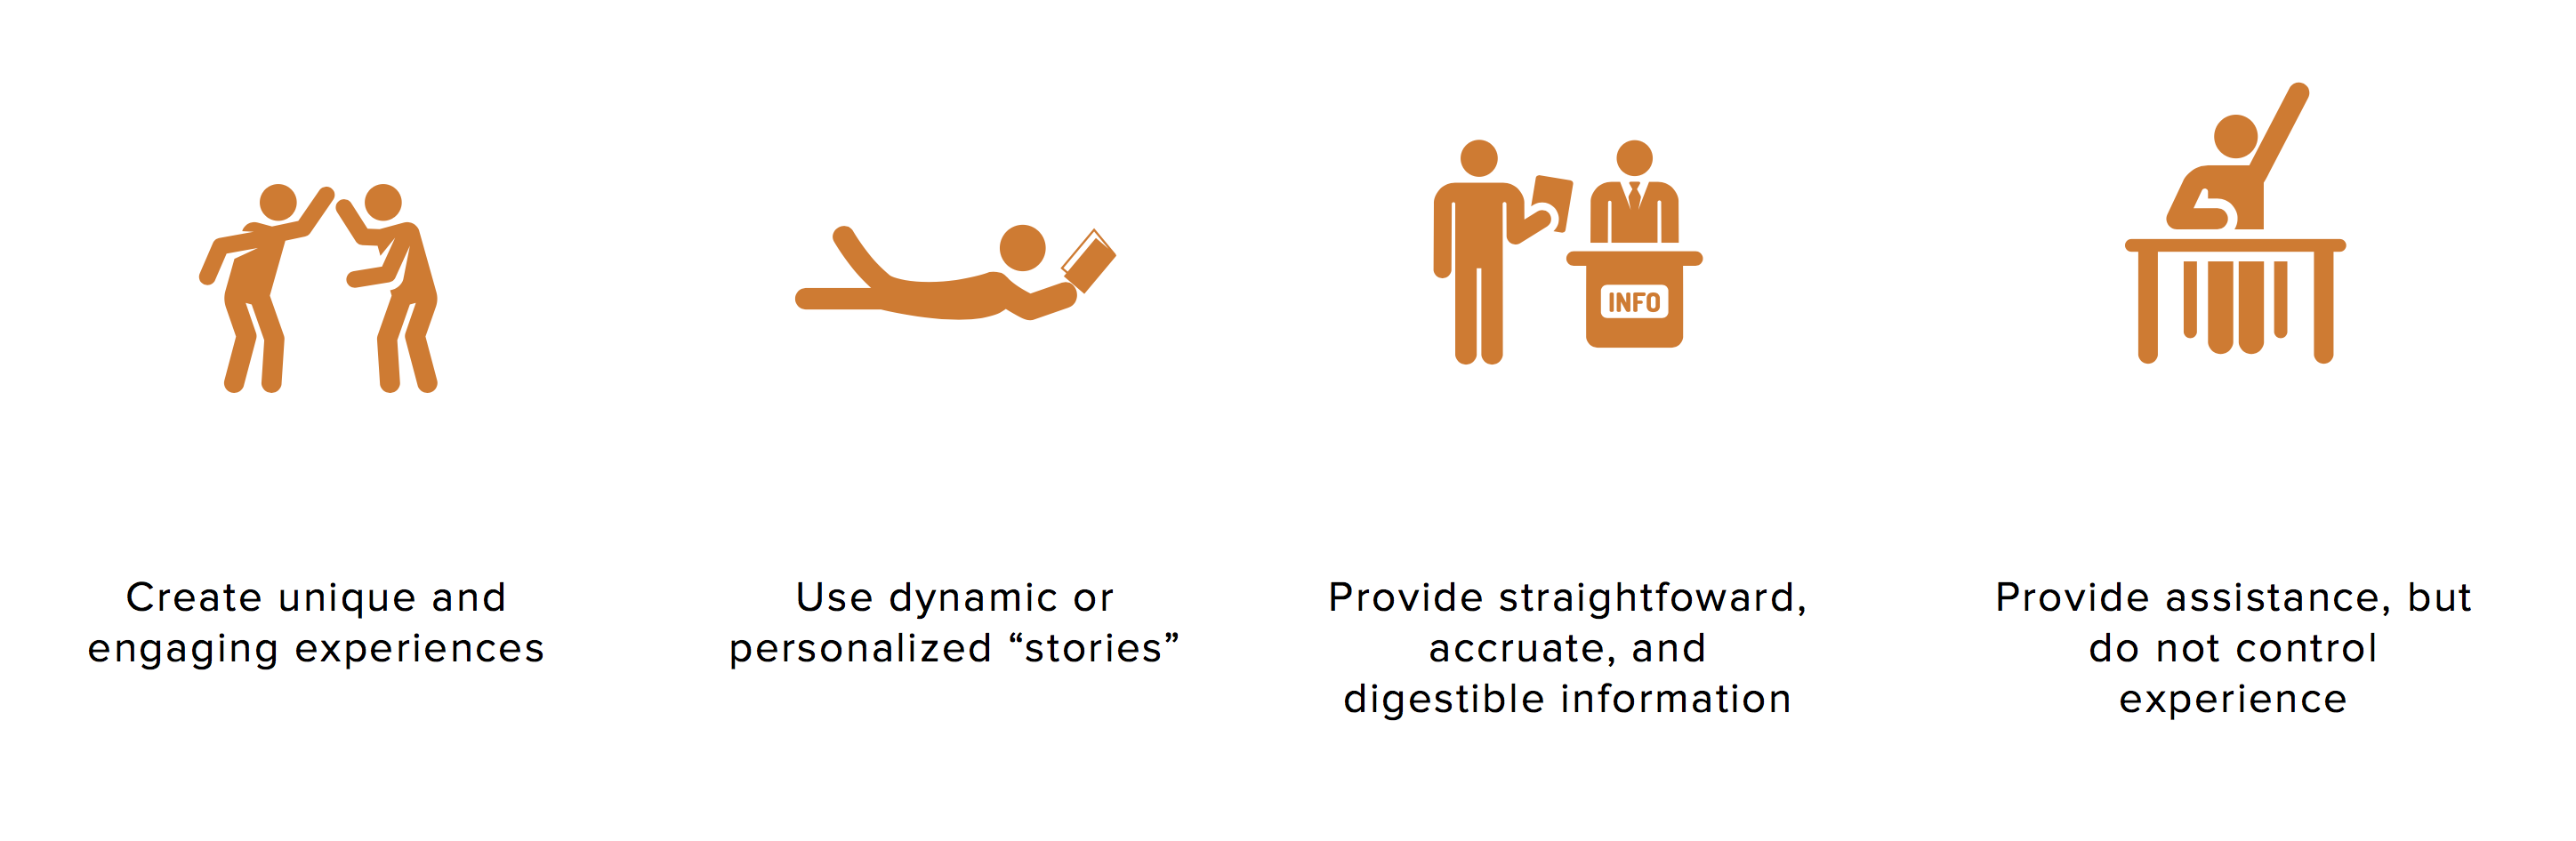 INFO
Create unique and
engaging experiences
Use dynamic or
personalized “stories”
Provide straightfoward,
accruate, and
digestible information
Provide assistance, but
do not control
experience